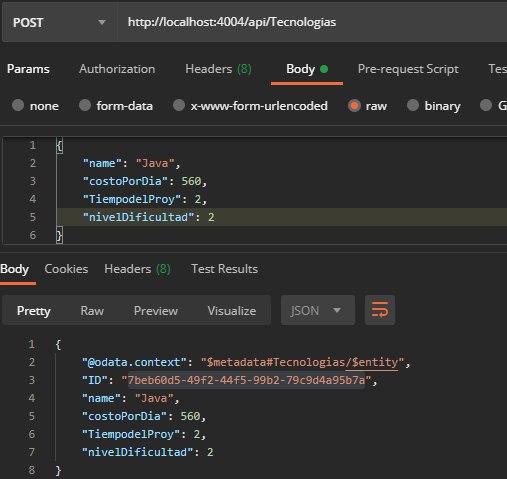 POST http://localhost:4004/api/Tecnologias
Params Authorization Headers (8) Body Pre-request Script Tes
none form-data x-www-form-urlencoded raw binary G
1 {
2 "name": "Java",
3 "costoPorDia": 560,
4 "TiempodelProy": 2,
5 "nivelDificultad": 2
6 }
Body Cookies Headers (8) Test Results
Pretty Raw Preview Visualize JSON
1 {
2 "@odata.context": "$metadata#Tecnologias/$entity",
3 "ID": "7beb60d5-49f2-44f5-99b2-79c9d4a95b7a",
4 "name": "Java",
5 "costoPorDia": 560,
6 "TiempodelProy": 2,
7 "nivelDificultad": 2
8 }